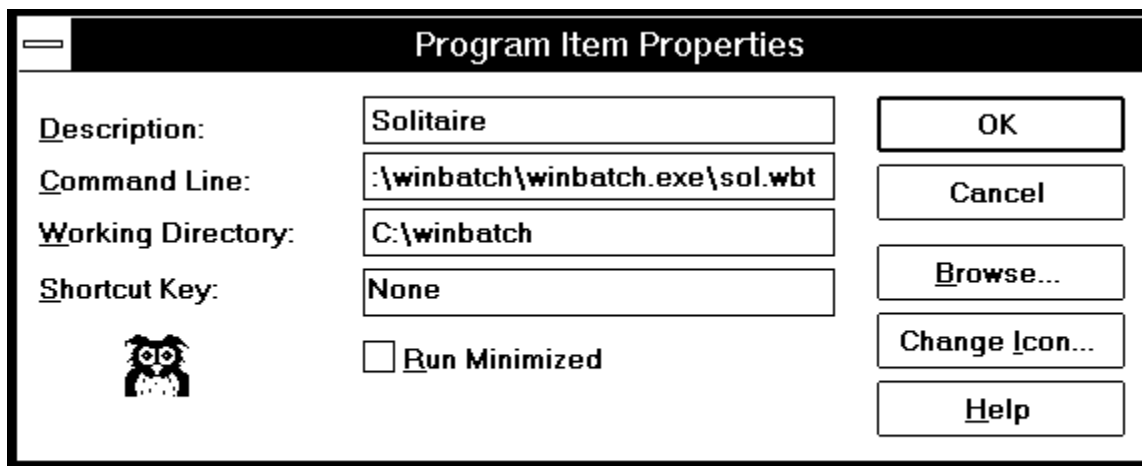 Program Item Properties
Description: Solitaire OK
Command Line: :\winbatch\winbatch.exe\sol.wbt Cancel
Working Directory: C:\winbatch
Browse...
Shortcut Key: None
Change Icon...
Run Minimized
Help